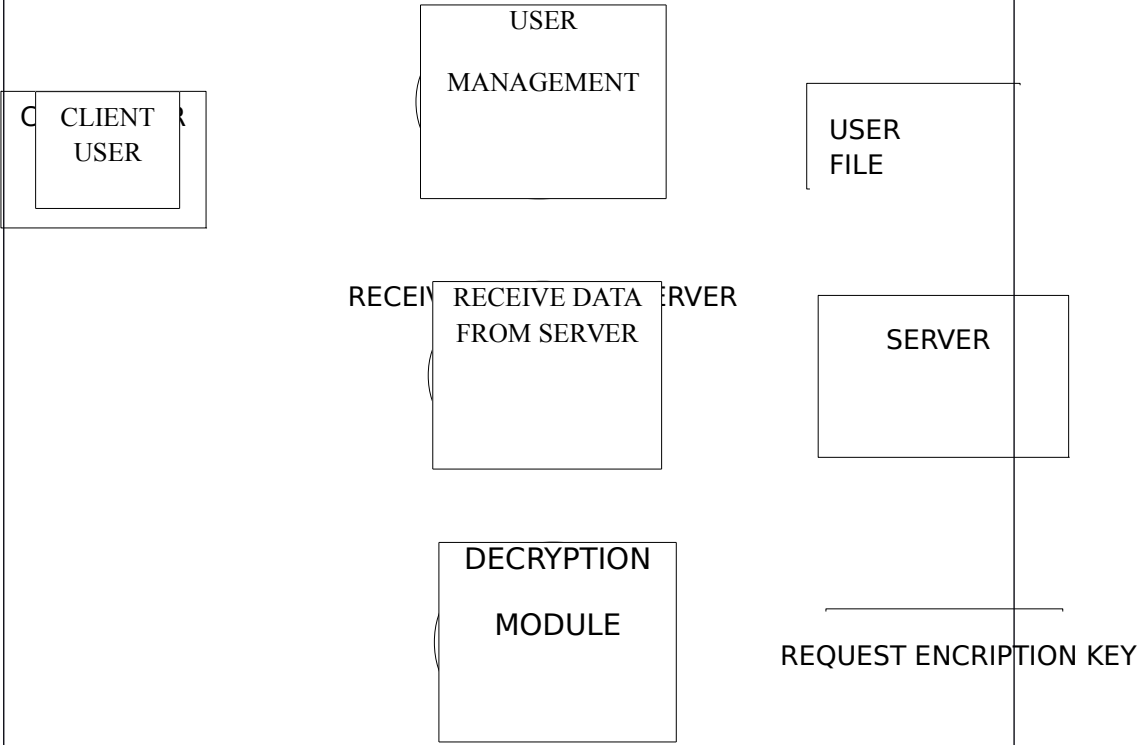 USER
MANAGEMENT
CLIENT
USER
USER
FILE
RECEIVE DATA
FROM SERVER
SERVER
DECRYPTION
MODULE
REQUEST ENCRIPTION KEY